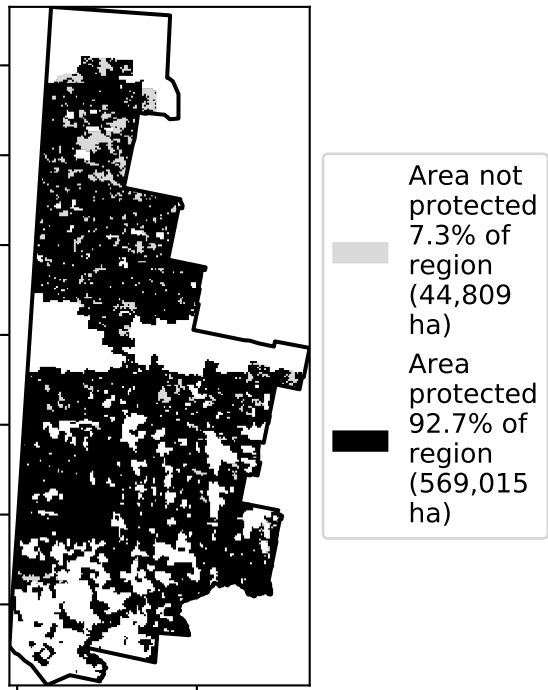 Area not
protected
7.3% of
region
(44,809
ha)
Area
protected
92.7% of
region
(569,015
ha)